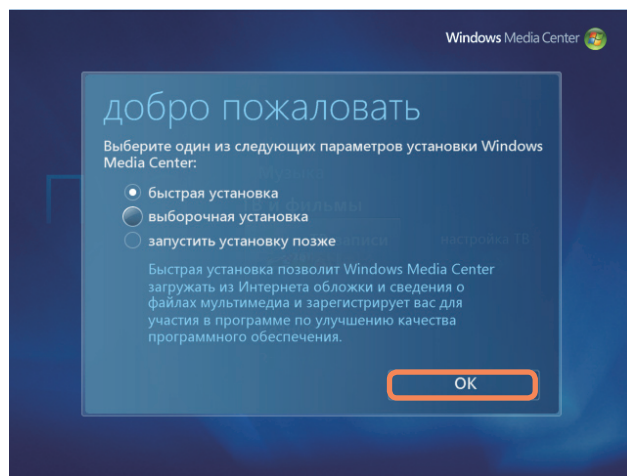 Windows Media Center
добро пожаловать
Выберите один из следующих параметров установки Windows
Media Center:
быстрая установка
выборочная установка
запустить установку позже
настройка ТВ
Быстрая установка позволит Windows Media Center
загружать из Интернета обложки и сведения о
файлах мультимедиа и зарегистрирует вас для
участия в программе по улучшению качества
программного обеспечения.
OK